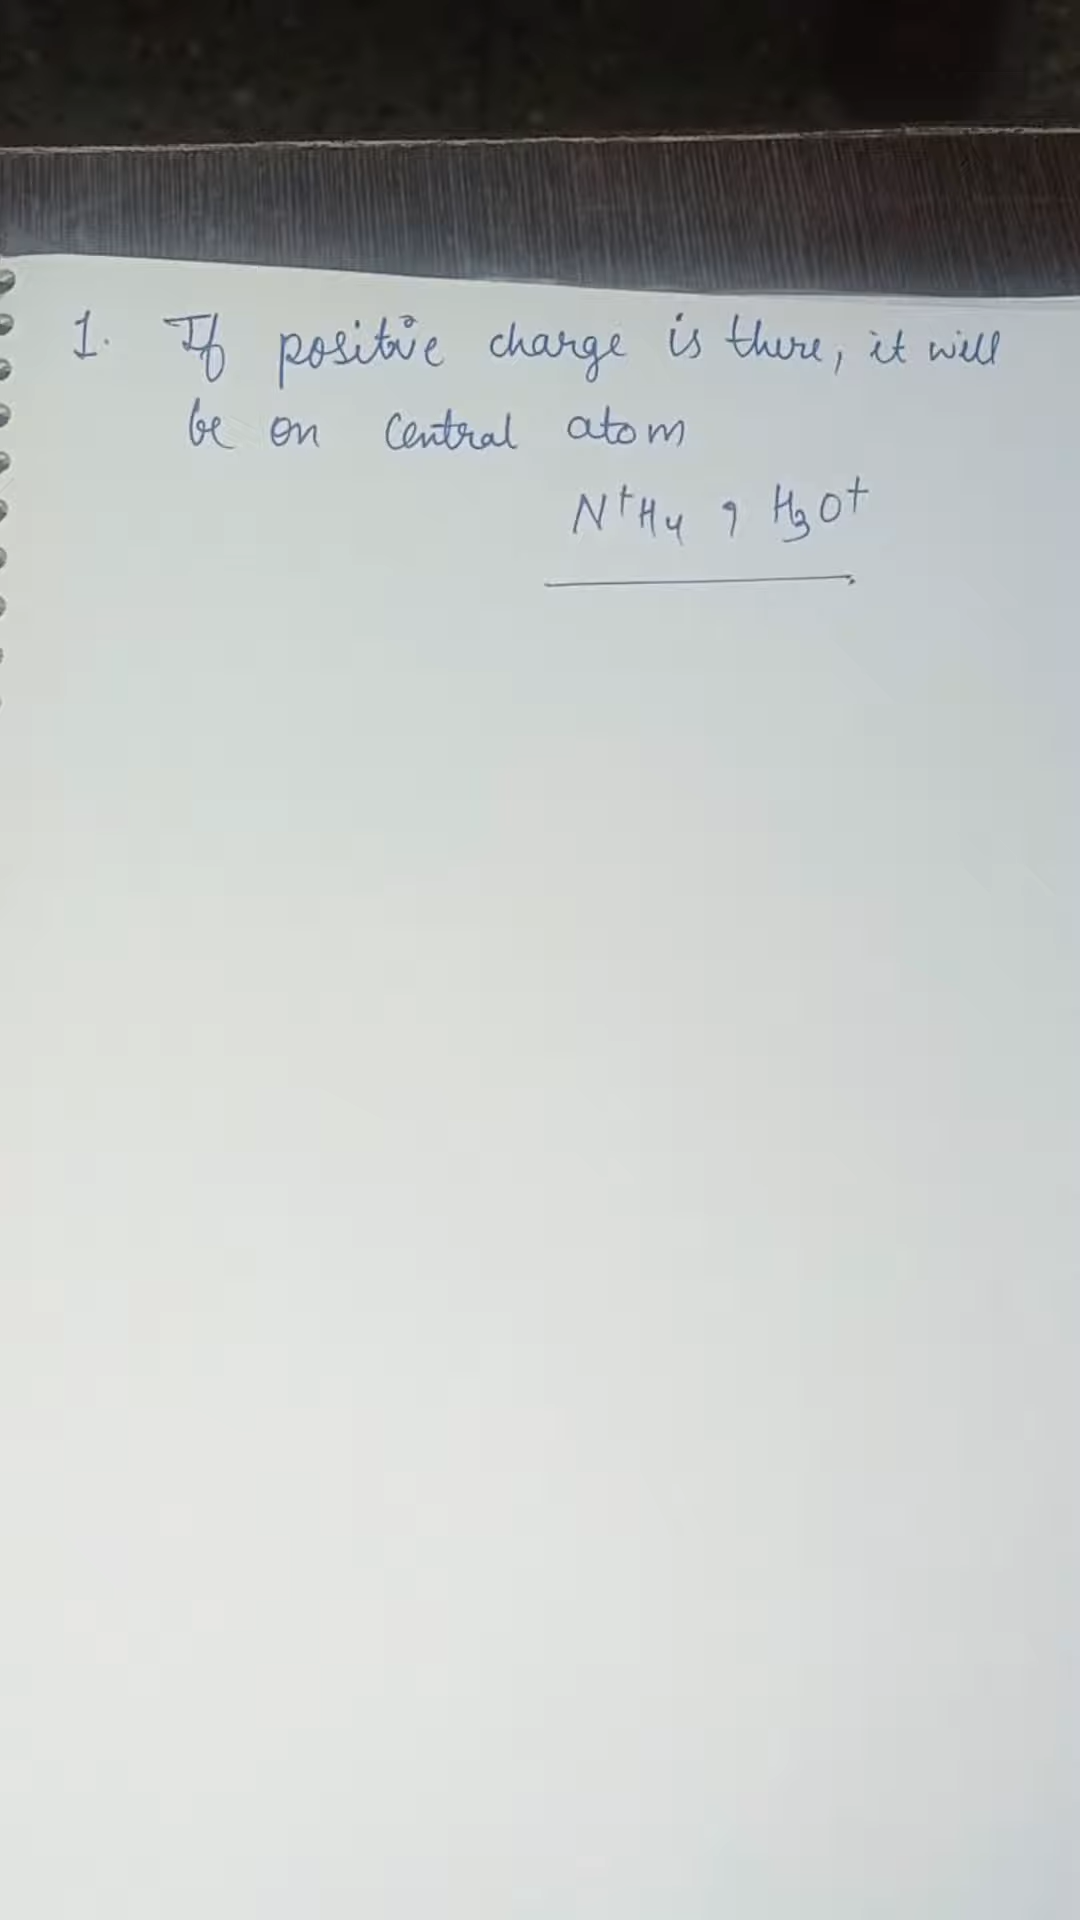 1. If positive charge is there, it will
be on Central atom
N⁺H₄ , H₃O⁺